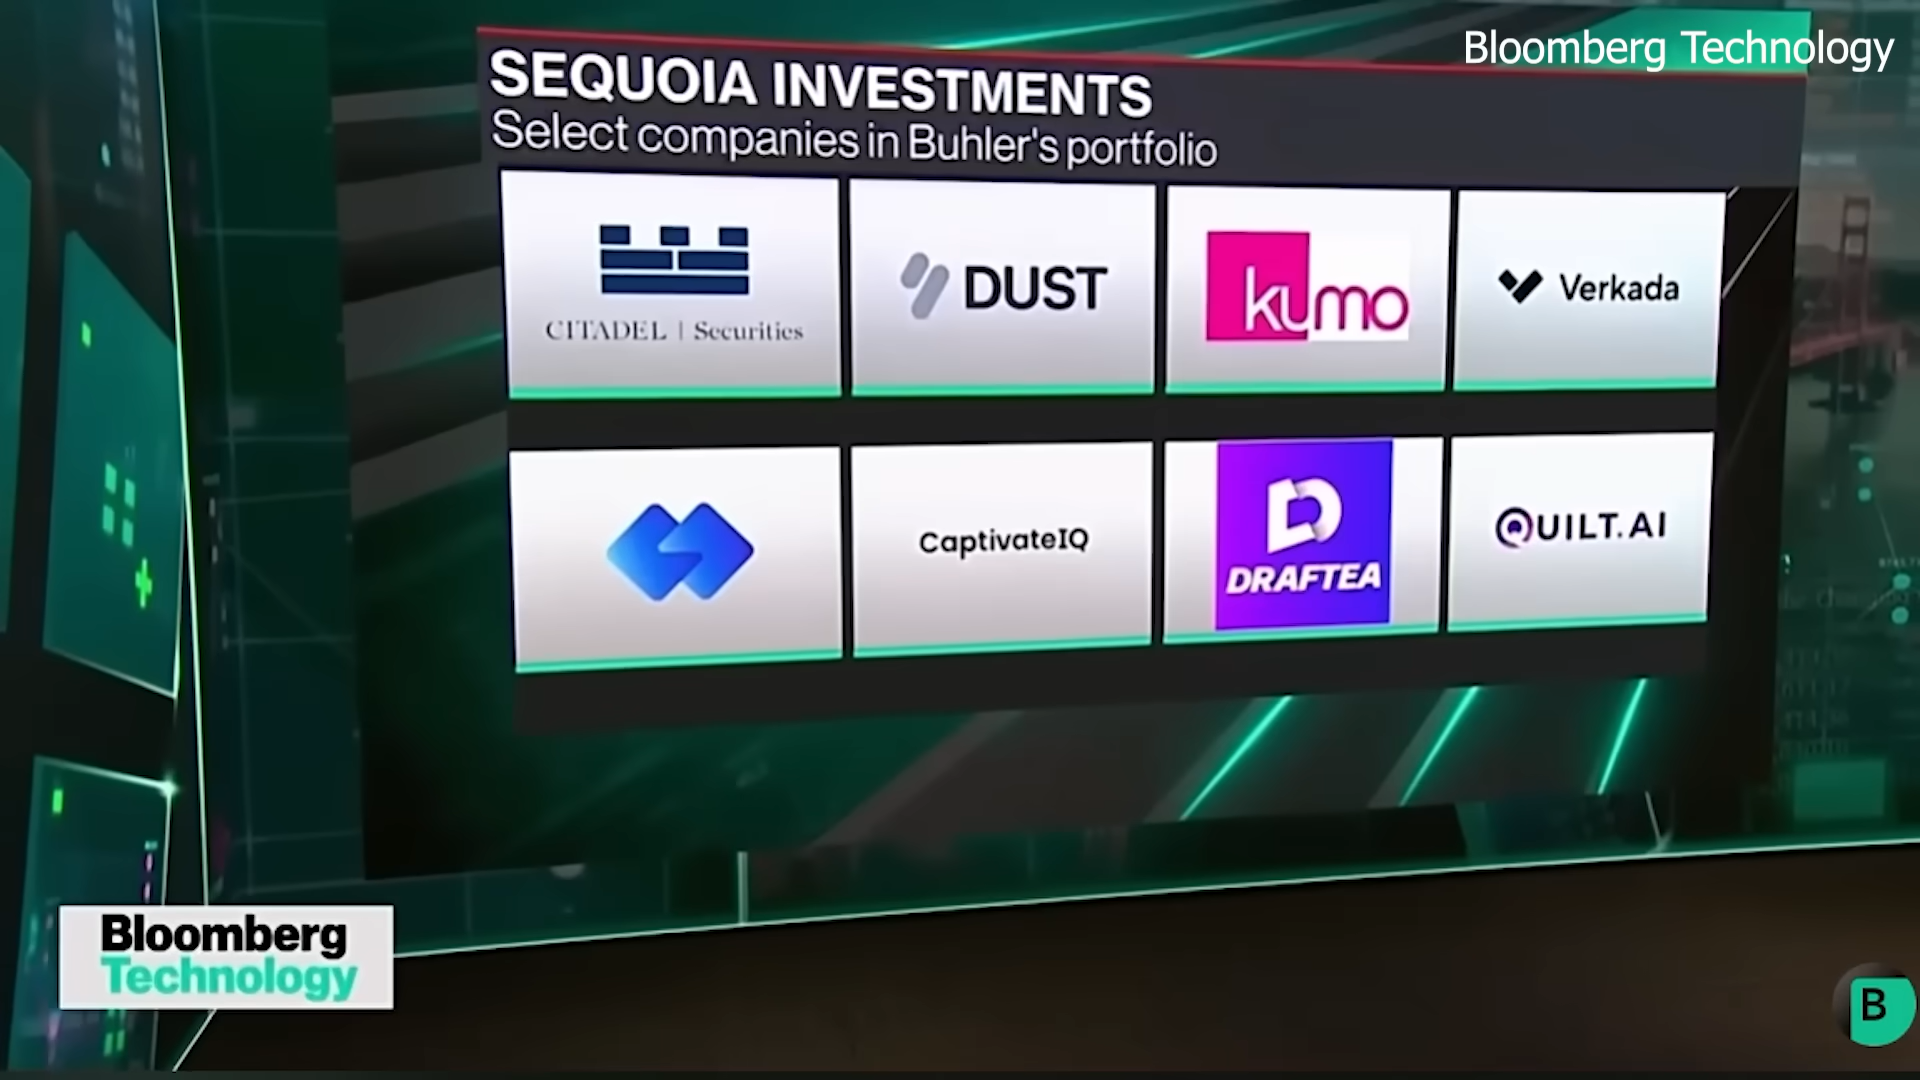 Bloomberg Technology
SEQUOIA INVESTMENTS
Select companies in Buhler's portfolio
CITADEL | Securities
DUST
kumo
Verkada
CaptivateIQ
DRAFTEA
QUILT.AI
Bloomberg
Technology
B